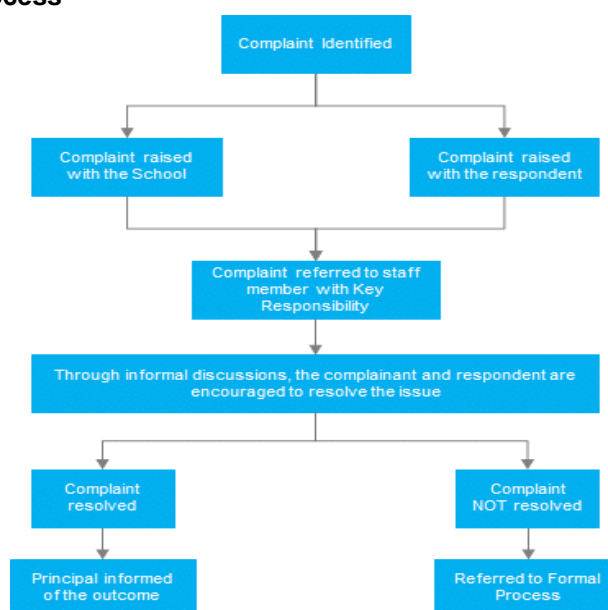 Complaint Identified
Complaint raised
with the School
Complaint raised
with the respondent
Complaint referred to staff
member with Key
Responsibility
Through informal discussions, the complainant and respondent are
encouraged to resolve the issue
Complaint
resolved
Complaint
NOT resolved
Principal informed
of the outcome
Referred to Formal
Process